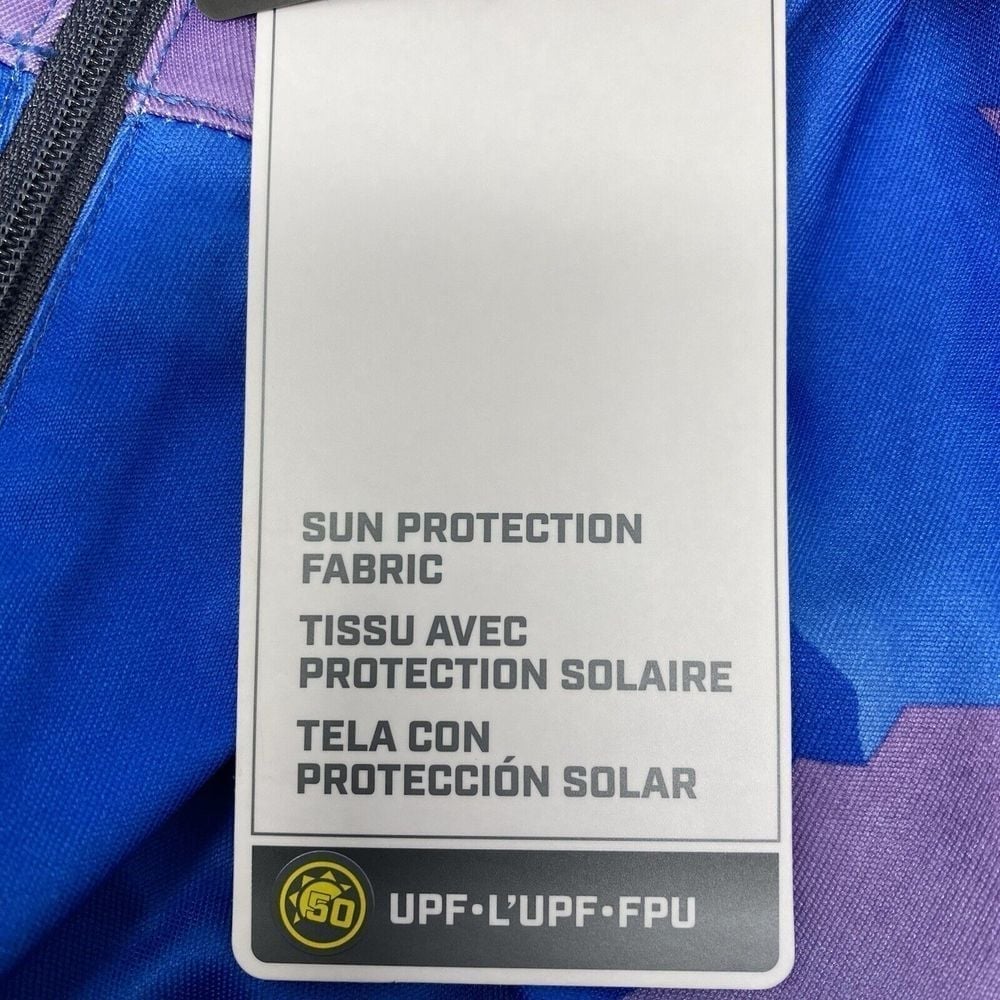 SUN PROTECTION
FABRIC
TISSU AVEC
PROTECTION SOLAIRE
TELA CON
PROTECCIÓN SOLAR
50 UPF•L'UPF•FPU